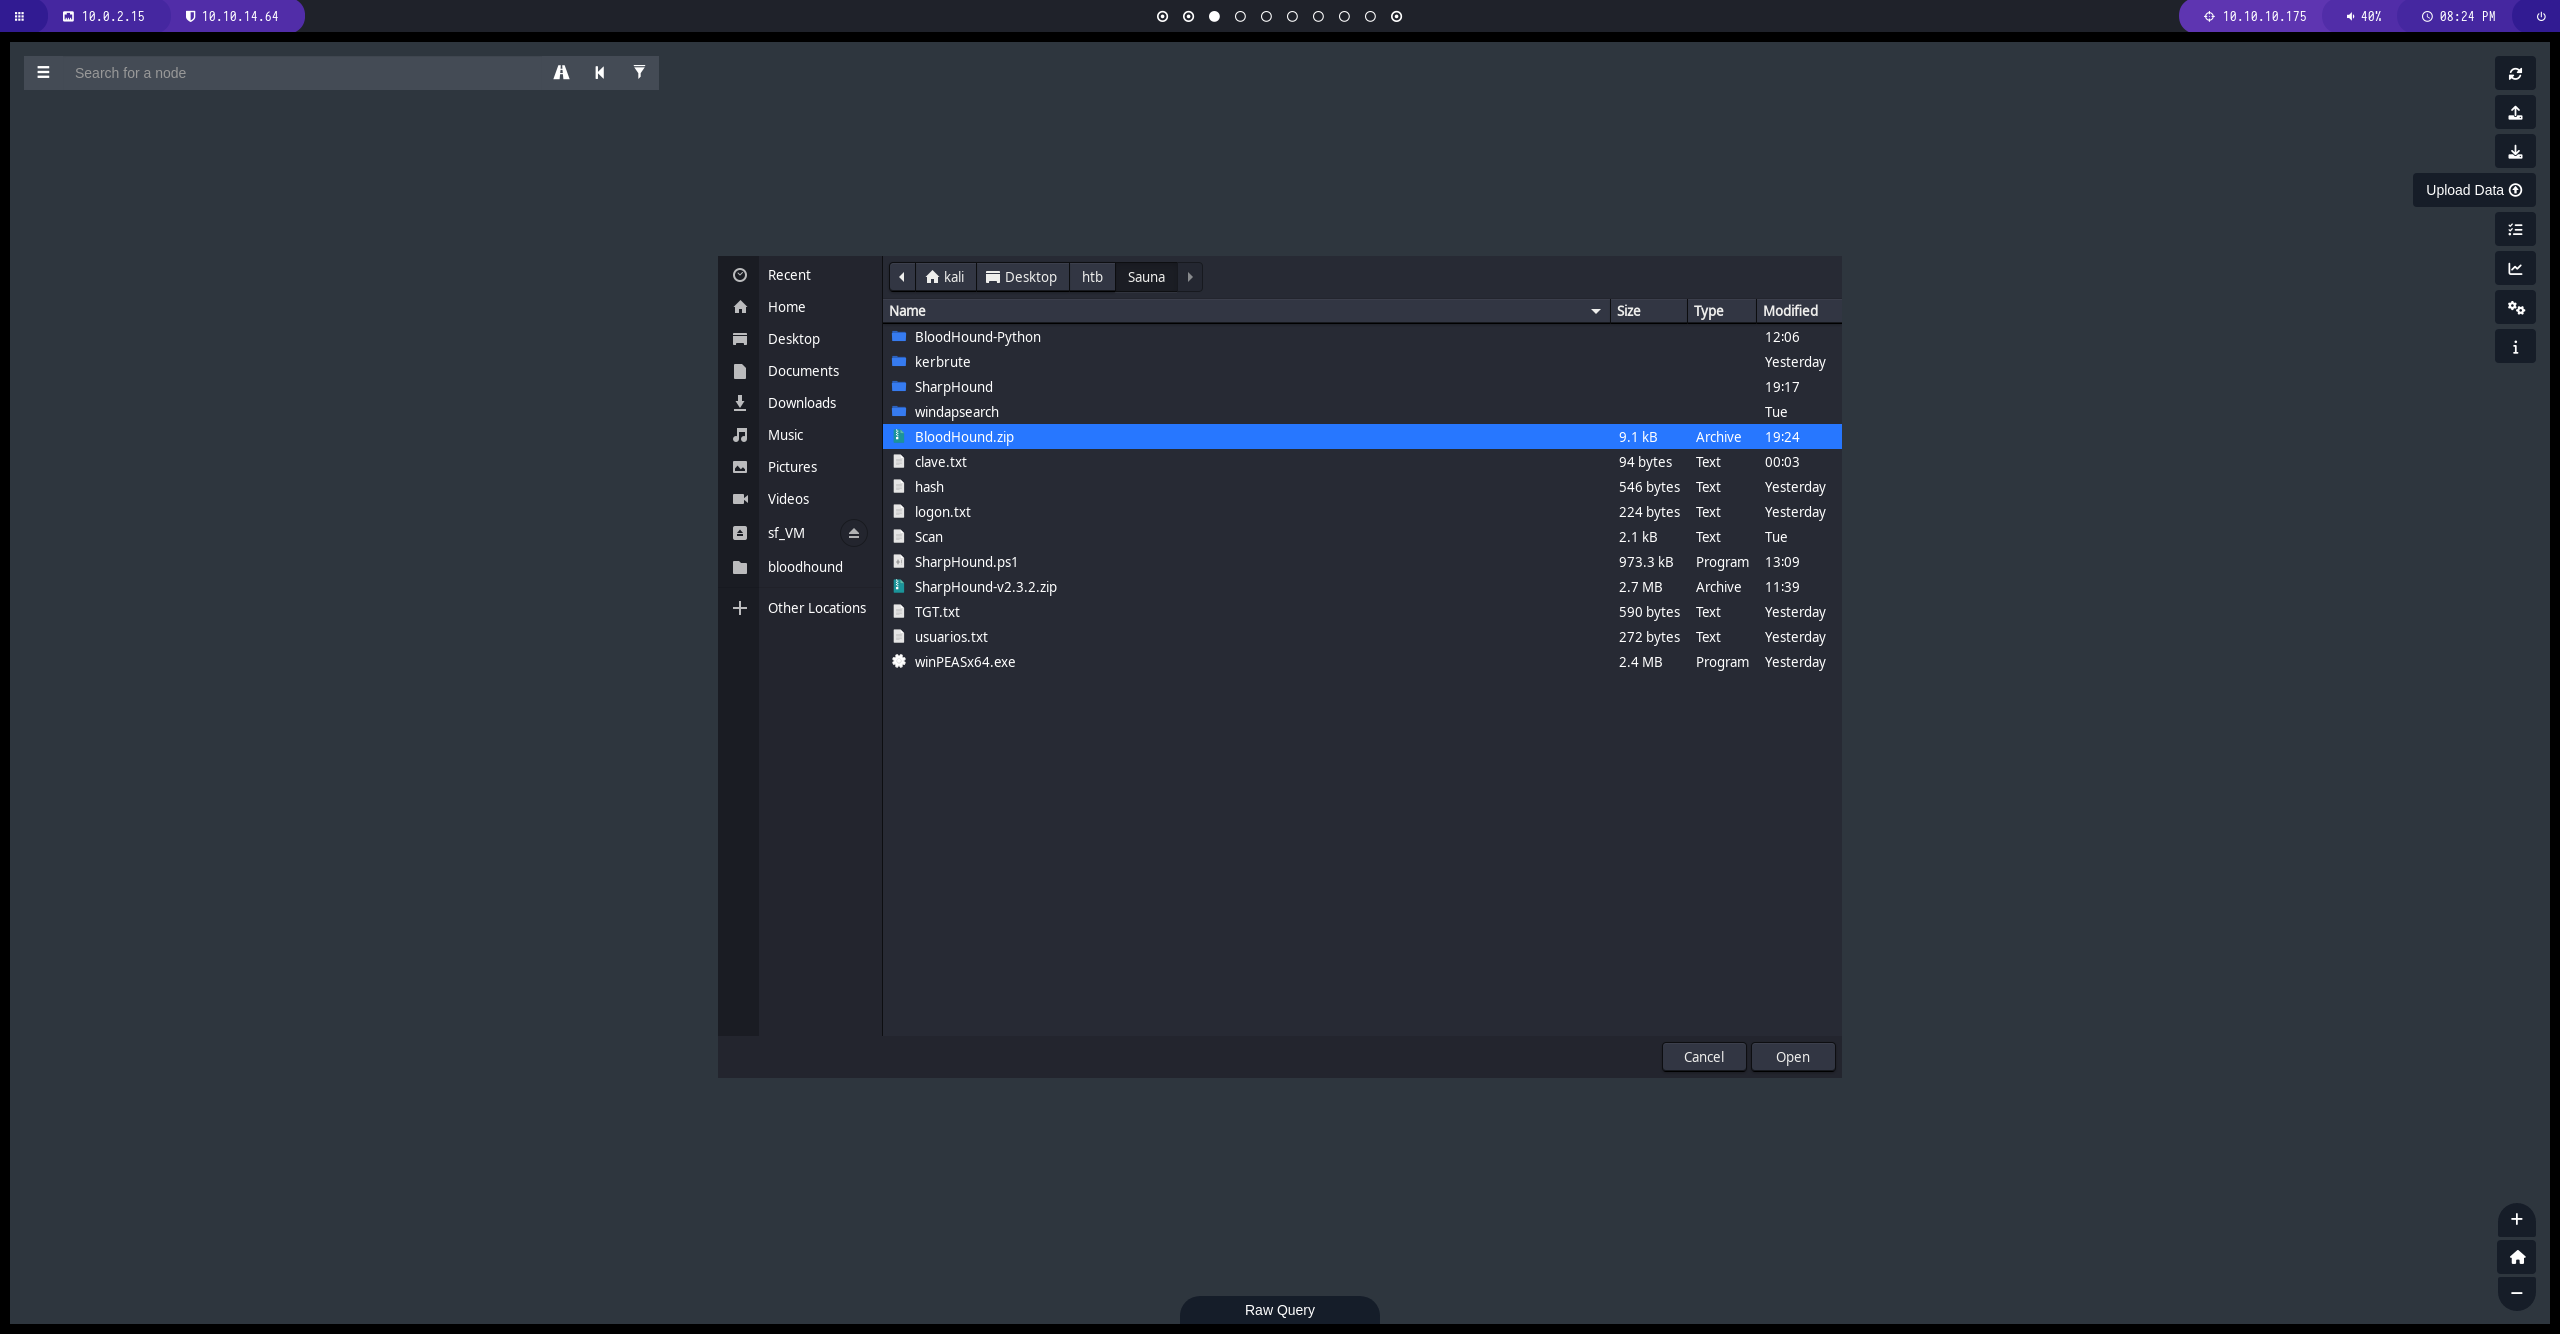 10.0.2.15 10.10.14.64 10.10.10.175 40% 08:24 PM
Search for a node
Upload Data
Recent
Home
Desktop
Documents
Downloads
Music
Pictures
Videos
sf_VM
bloodhound
Other Locations
kali Desktop htb Sauna
Name Size Type Modified
BloodHound-Python 12:06
kerbrute Yesterday
SharpHound 19:17
windapsearch Tue
BloodHound.zip 9.1 kB Archive 19:24
clave.txt 94 bytes Text 00:03
hash 546 bytes Text Yesterday
logon.txt 224 bytes Text Yesterday
Scan 2.1 kB Text Tue
SharpHound.ps1 973.3 kB Program 13:09
SharpHound-v2.3.2.zip 2.7 MB Archive 11:39
TGT.txt 590 bytes Text Yesterday
usuarios.txt 272 bytes Text Yesterday
winPEASx64.exe 2.4 MB Program Yesterday
Cancel Open
Raw Query